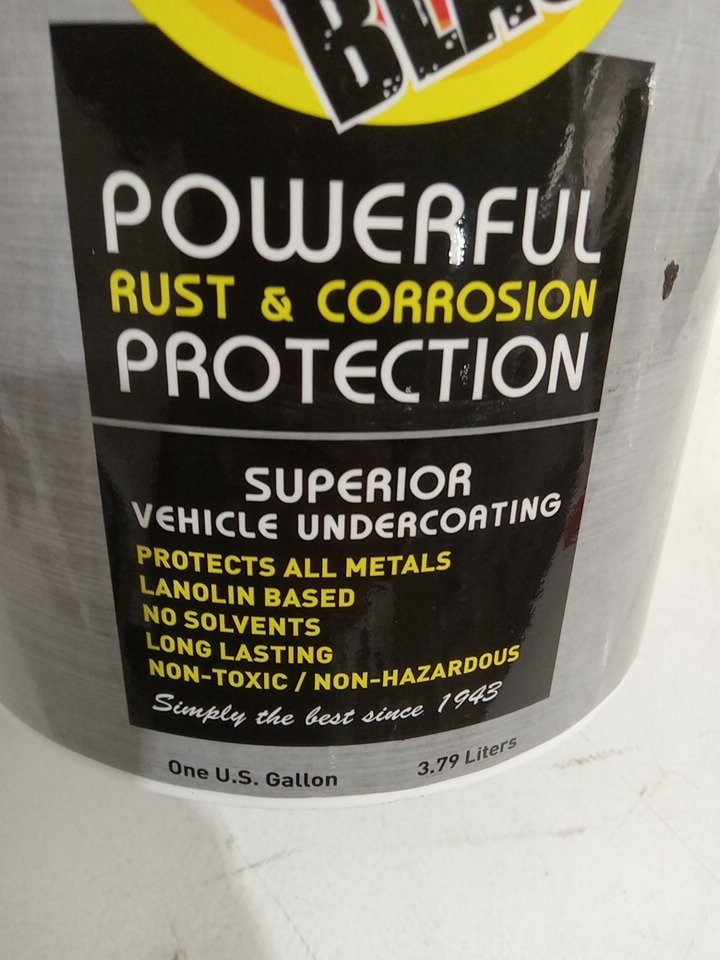 POWERFUL
RUST & CORROSION
PROTECTION
SUPERIOR
VEHICLE UNDERCOATING
PROTECTS ALL METALS
LANOLIN BASED
NO SOLVENTS
LONG LASTING
NON-TOXIC / NON-HAZARDOUS
Simply the best since 1943
One U.S. Gallon 3.79 Liters